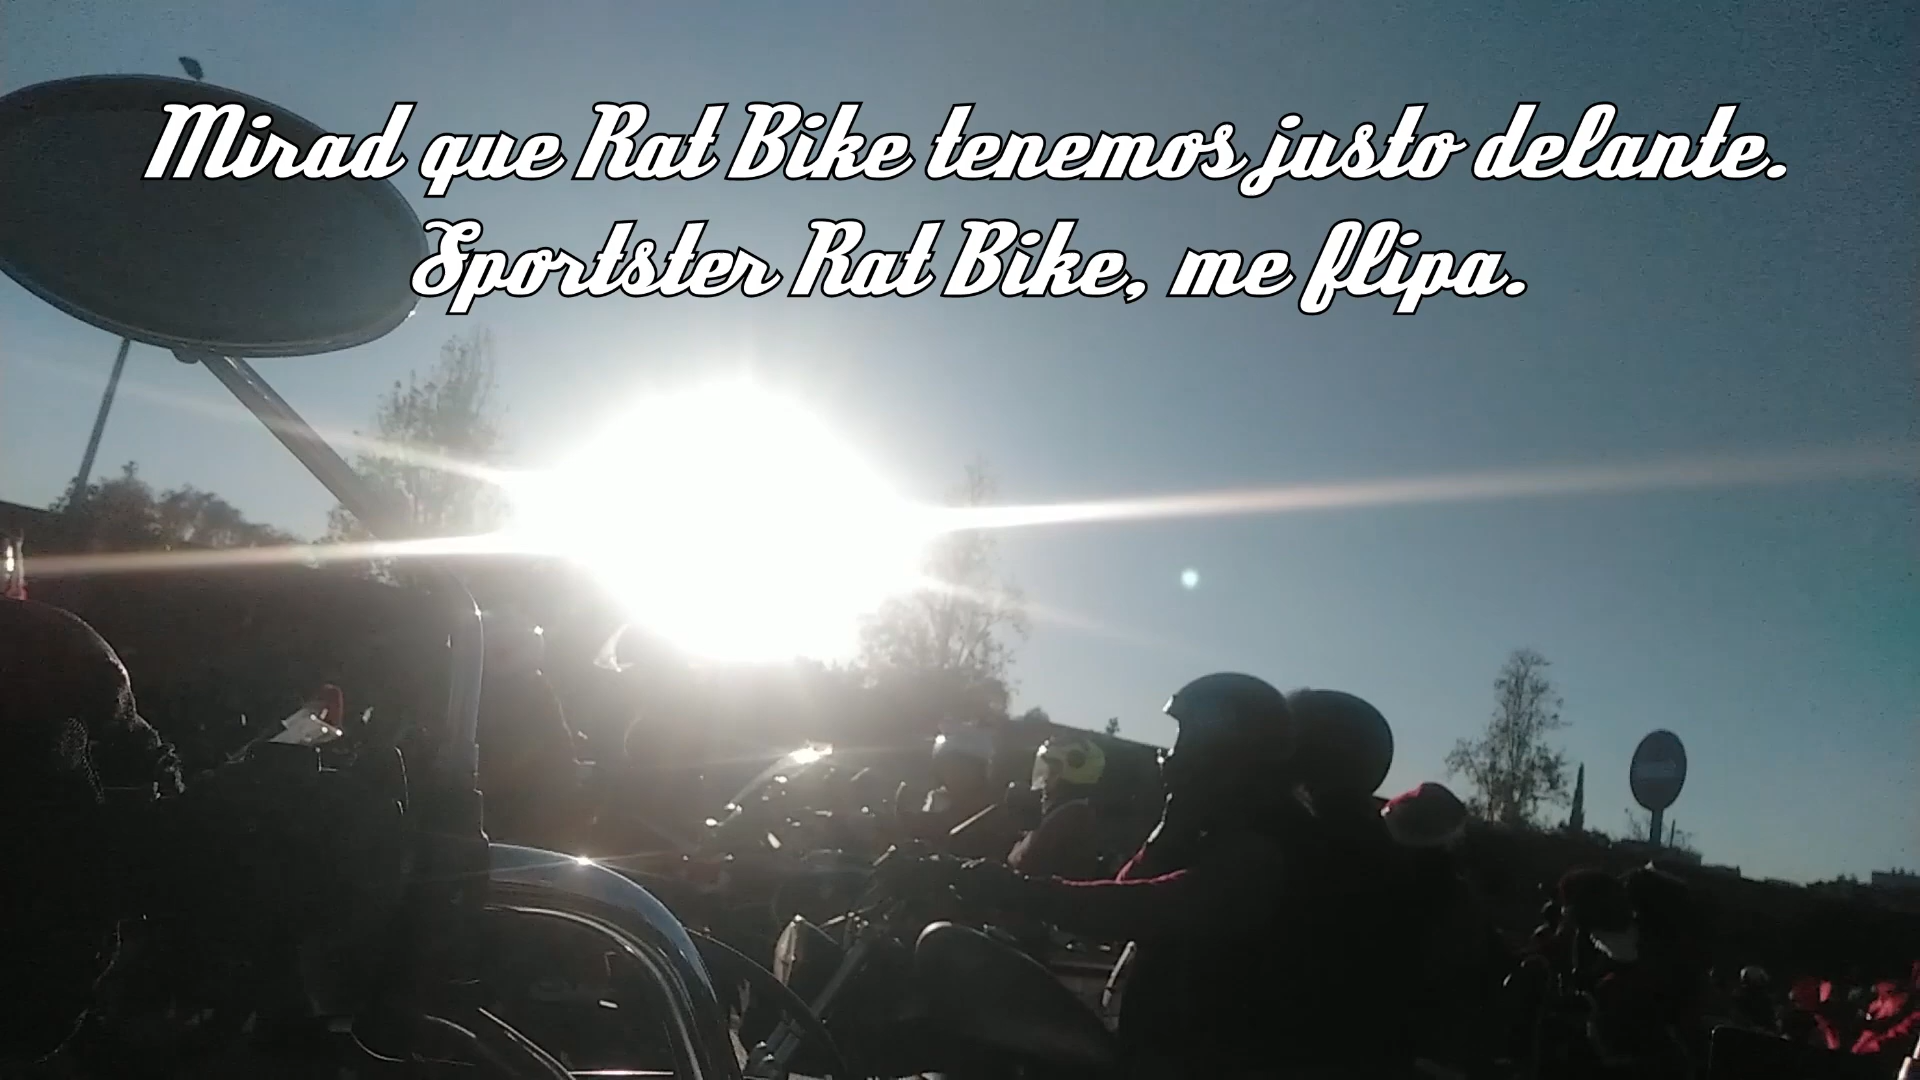 Mirad que Rat Bike tenemos justo delante.
Sportster Rat Bike, me flipa.